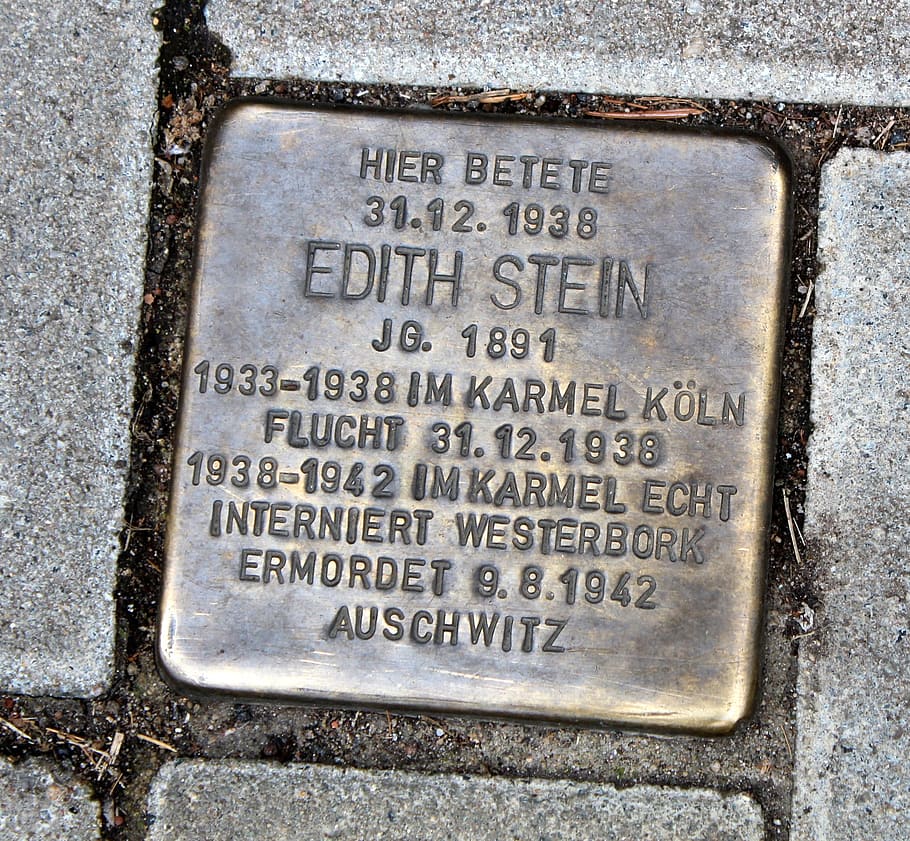 HIER BETETE
31.12. 1938
EDITH STEIN
JG. 1891
1933-1938 IM KARMEL KÖLN
FLUCHT 31.12.1938
1938-1942 IM KARMEL ECHT
INTERNIERT WESTERBORK
ERMORDET 9.8.1942
AUSCHWITZ